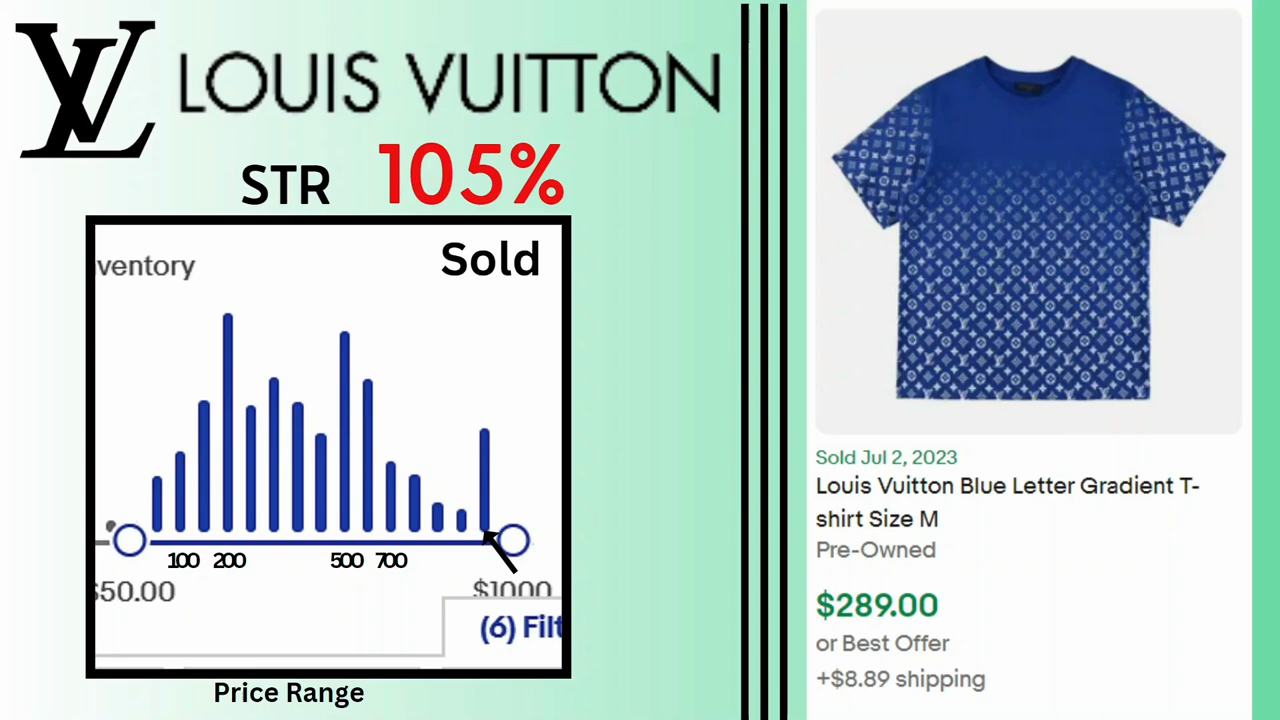 LV LOUIS VUITTON
STR 105%
ventory
Sold
100 200 500 700
$50.00
$1000
(6) Filt
Price Range
Sold Jul 2, 2023
Louis Vuitton Blue Letter Gradient T-
shirt Size M
Pre-Owned
$289.00
or Best Offer
+$8.89 shipping